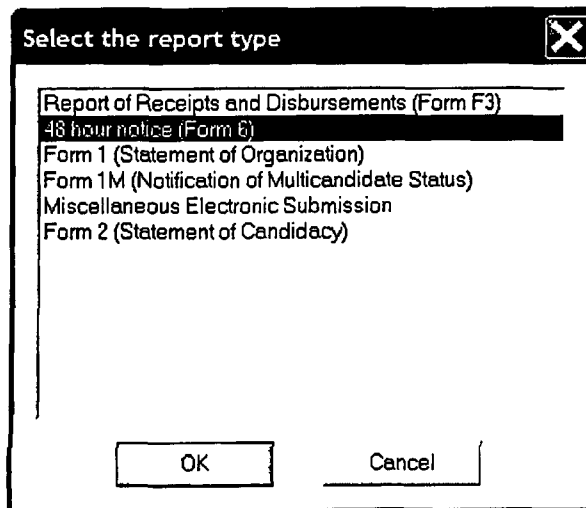 Select the report type
Report of Receipts and Disbursements (Form F3)
48 hour notice (Form 6)
Form 1 (Statement of Organization)
Form 1M (Notification of Multicandidate Status)
Miscellaneous Electronic Submission
Form 2 (Statement of Candidacy)
OK
Cancel